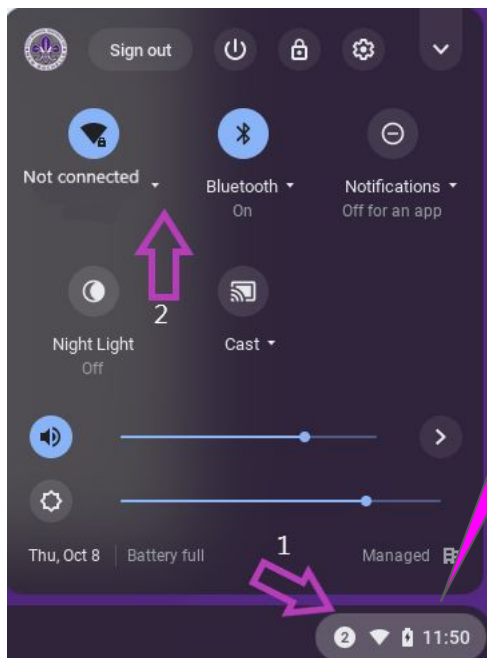 Sign out
Not connected
Bluetooth
Notifications
On
Off for an app
2
Night Light
Cast
Off
1
Thu, Oct 8
Battery full
Managed
2
11:50